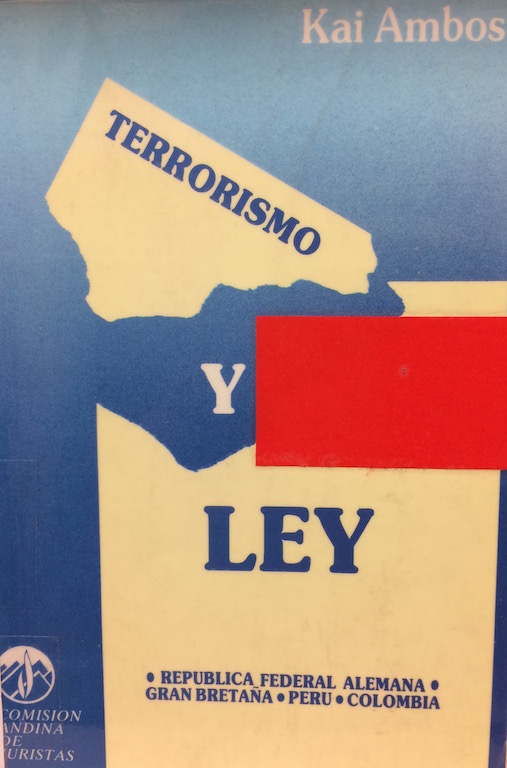 Kai Ambos
TERRORISMO
Y
LEY
• REPUBLICA FEDERAL ALEMANA •
GRAN BRETAÑA • PERU • COLOMBIA
COMISION
ANDINA
DE
JURISTAS